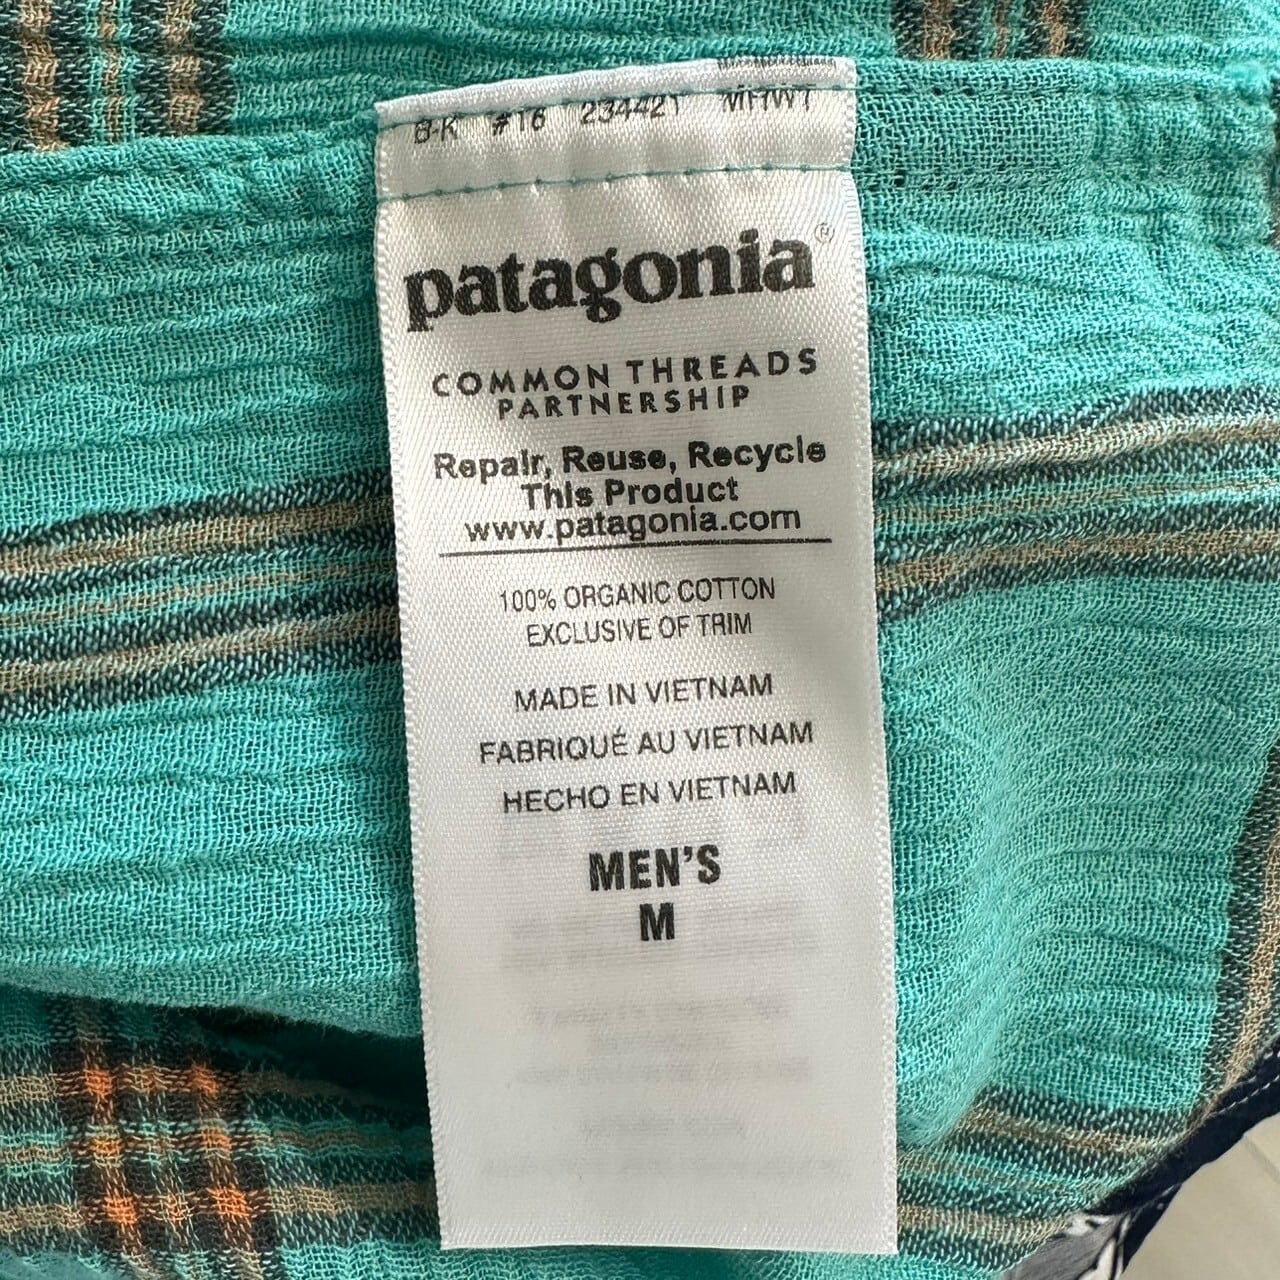 #16 234421
patagonia®
COMMON THREADS
PARTNERSHIP
Repair, Reuse, Recycle
This Product
www.patagonia.com
100% ORGANIC COTTON
EXCLUSIVE OF TRIM
MADE IN VIETNAM
FABRIQUÉ AU VIETNAM
HECHO EN VIETNAM
MEN'S
M